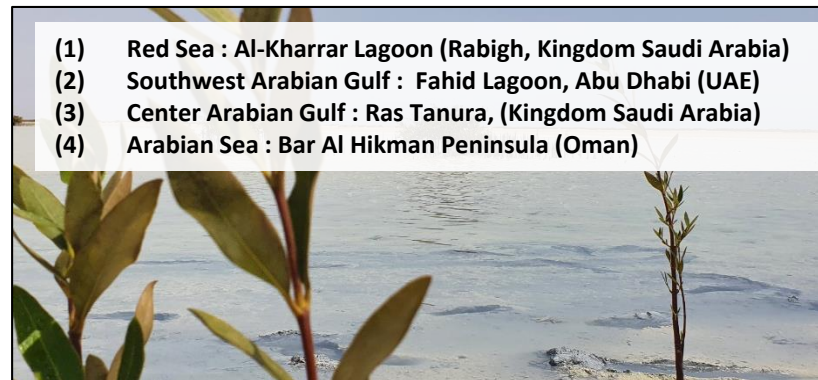 (1) Red Sea : Al-Kharrar Lagoon (Rabigh, Kingdom Saudi Arabia)
(2) Southwest Arabian Gulf : Fahid Lagoon, Abu Dhabi (UAE)
(3) Center Arabian Gulf : Ras Tanura, (Kingdom Saudi Arabia)
(4) Arabian Sea : Bar Al Hikman Peninsula (Oman)